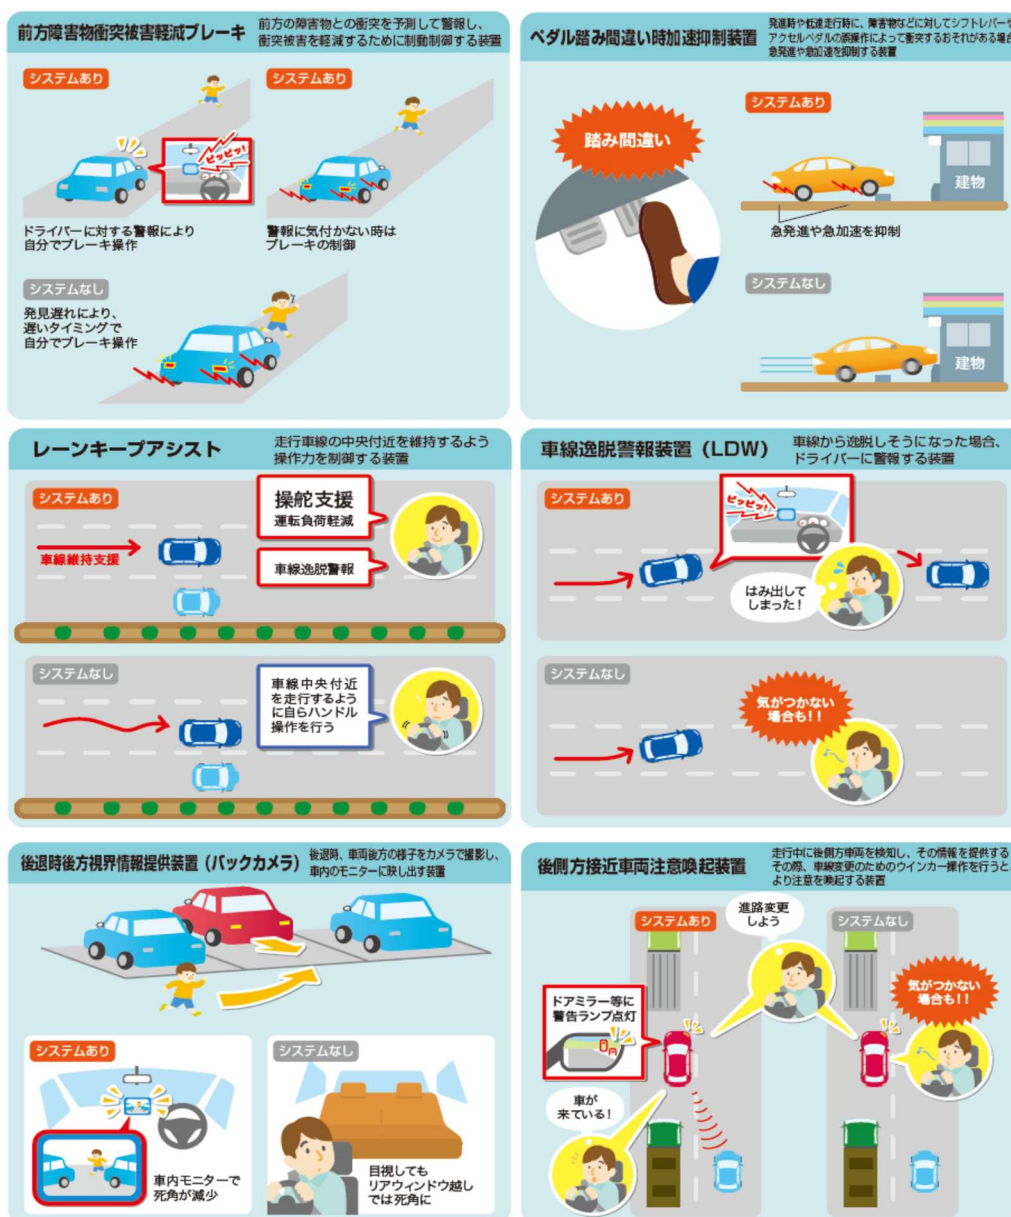 前方障害物衝突被害軽減ブレーキ
前方の障害物との衝突を予測して警報し、
衝突被害を軽減するために制動制御する装置
システムあり
ピッピッ!
ドライバーに対する警報により
自分でブレーキ操作
システムあり
警報に気付かない時は
ブレーキの制御
システムなし
発見遅れにより、
遅いタイミングで
自分でブレーキ操作
ペダル踏み間違い時加速抑制装置
発進時や低速走行時に、障害物などに対してシフトレバーや
アクセルペダルの誤操作によって衝突するおそれがある場合
急発進や急加速を抑制する装置
踏み間違い
システムあり
建物
急発進や急加速を抑制
システムなし
建物
レーンキープアシスト
走行車線の中央付近を維持するよう
操作力を制御する装置
システムあり
車線維持支援
操舵支援
運転負荷軽減
車線逸脱警報
システムなし
車線中央付近
を走行するよう
に自らハンドル
操作を行う
車線逸脱警報装置(LDW)
車線から逸脱しそうになった場合、
ドライバーに警報する装置
システムあり
ピッピッ!
はみ出して
しまった!
システムなし
気がつかない
場合も!!
後退時後方視界情報提供装置(バックカメラ)
後退時、車両後方の様子をカメラで撮影し、
車内のモニターに映し出す装置
システムあり
車内モニターで
死角が減少
システムなし
目視しても
リアウィンドウ越し
では死角に
後側方接近車両注意喚起装置
走行中に後側方車両を検知し、その情報を提供する
その際、車線変更のためのウインカー操作を行うと、
より注意を喚起する装置
システムあり
進路変更
しよう
システムなし
ドアミラー等に
警告ランプ点灯
車が
来ている!
気がつかない
場合も!!